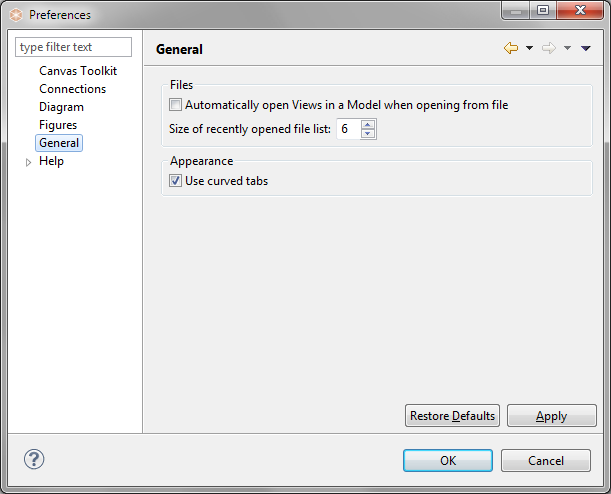 Preferences
type filter text
Canvas Toolkit
Connections
Diagram
Figures
General
Help
General
Files
Automatically open Views in a Model when opening from file
Size of recently opened file list: 6
Appearance
Use curved tabs
Restore Defaults
Apply
?
OK
Cancel